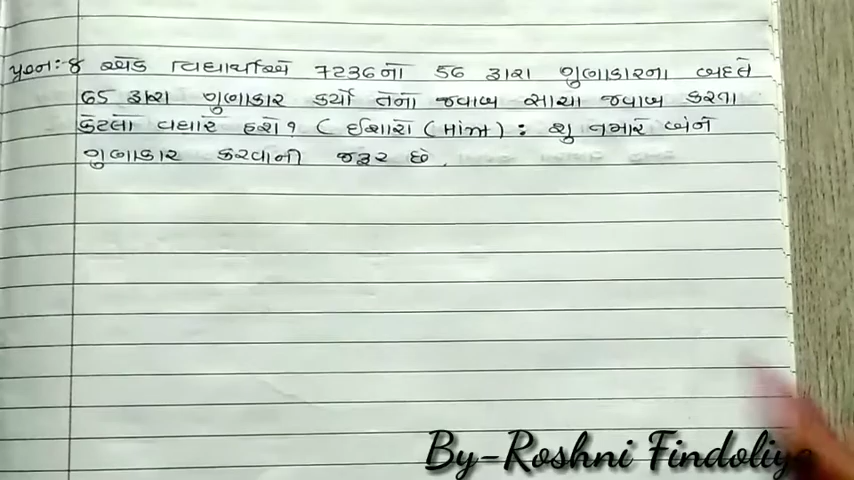 પ્રશ્ન:-8 એક વિદ્યાર્થીએ 7236નો 56 દ્વારા ગુણાકારના બદલે
65 દ્વારા ગુણાકાર કર્યો તેનો જવાબ સાચા જવાબ કરતા
કેટલો વધારે હશે ? ( ઈશારો (Hint) : શુ તમારે બંને
ગુણાકાર કરવાની જરૂર છે .
By-Roshni Findoliya